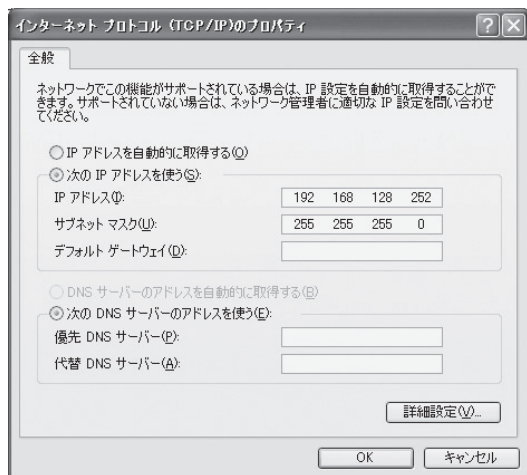 インターネット プロトコル (TCP/IP)のプロパティ
全般
ネットワークでこの機能がサポートされている場合は、IP 設定を自動的に取得することがで
きます。サポートされていない場合は、ネットワーク管理者に適切な IP 設定を問い合わせ
てください。
IP アドレスを自動的に取得する(O)
次の IP アドレスを使う(S):
IP アドレス(I): 192 168 128 252
サブネット マスク(U): 255 255 255 0
デフォルト ゲートウェイ(D):
DNS サーバーのアドレスを自動的に取得する(B)
次の DNS サーバーのアドレスを使う(E):
優先 DNS サーバー(P):
代替 DNS サーバー(A):
詳細設定(V)...
OK キャンセル